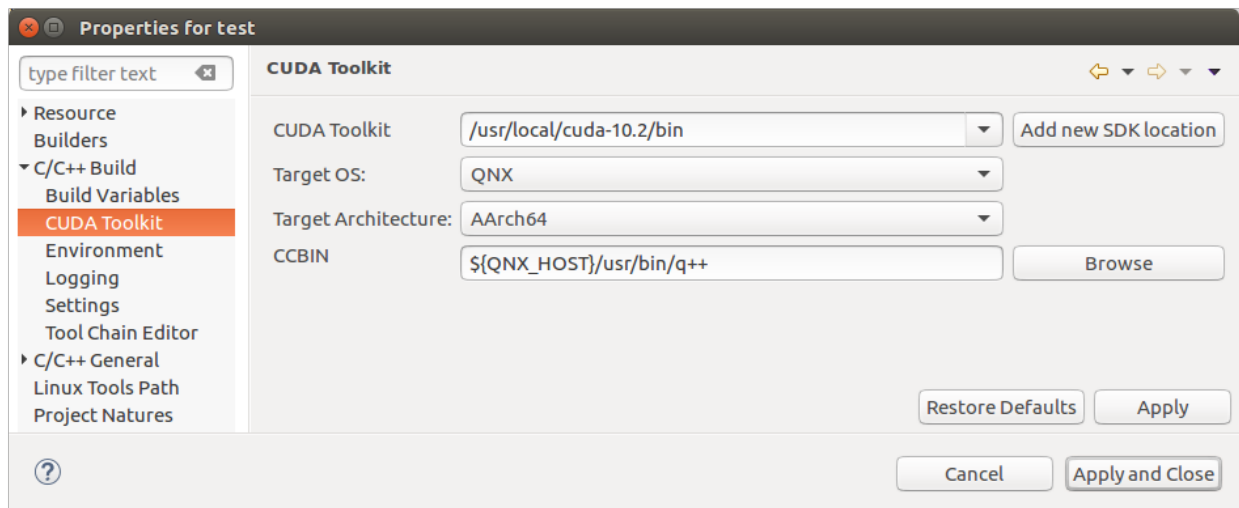 Properties for test
type filter text
Resource
Builders
C/C++ Build
Build Variables
CUDA Toolkit
Environment
Logging
Settings
Tool Chain Editor
C/C++ General
Linux Tools Path
Project Natures
CUDA Toolkit
CUDA Toolkit /usr/local/cuda-10.2/bin Add new SDK location
Target OS: QNX
Target Architecture: AArch64
CCBIN ${QNX_HOST}/usr/bin/q++ Browse
Restore Defaults Apply
Cancel Apply and Close